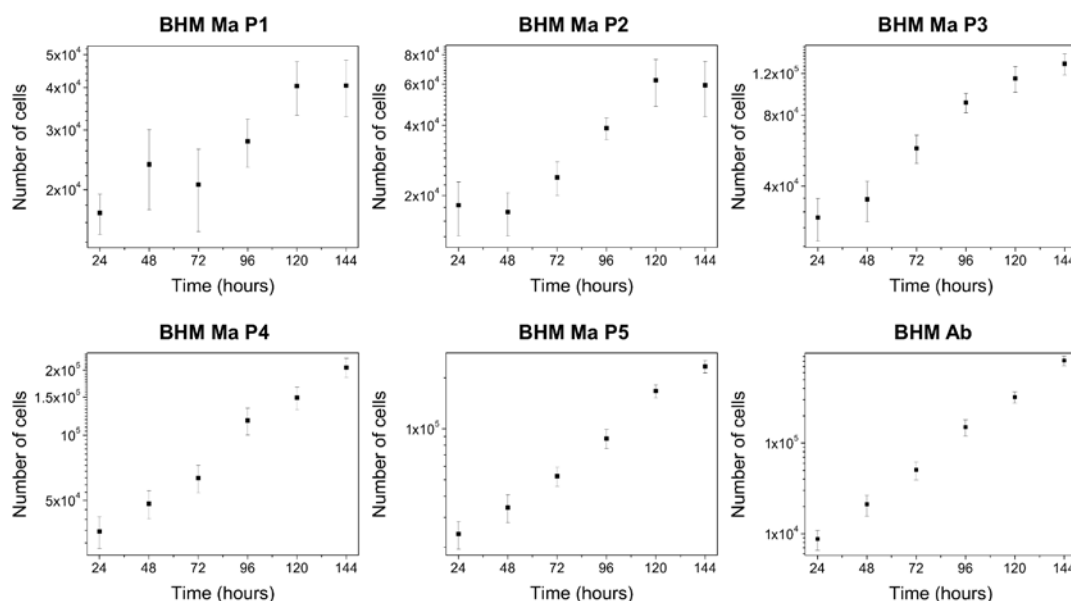 BHM Ma P1
Number of cells
5x10⁴
4x10⁴
3x10⁴
2x10⁴
24 48 72 96 120 144
Time (hours)
BHM Ma P2
Number of cells
8x10⁴
6x10⁴
4x10⁴
2x10⁴
24 48 72 96 120 144
Time (hours)
BHM Ma P3
Number of cells
1.2x10⁵
8x10⁴
4x10⁴
24 48 72 96 120 144
Time (hours)
BHM Ma P4
Number of cells
2x10⁵
1.5x10⁵
10⁵
5x10⁴
24 48 72 96 120 144
Time (hours)
BHM Ma P5
Number of cells
1x10⁵
24 48 72 96 120 144
Time (hours)
BHM Ab
Number of cells
1x10⁵
1x10⁴
24 48 72 96 120 144
Time (hours)